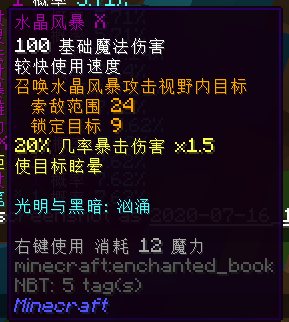 水晶风暴 X
100 基础魔法伤害
较快使用速度
召唤水晶风暴攻击视野内目标
索敌范围 24
锁定目标 9
20% 几率暴击伤害 x1.5
使目标眩晕
光明与黑暗: 汹涌
2020-07-16
右键使用 消耗 12 魔力
minecraft:enchanted_book
NBT: 5 tag(s)
Minecraft